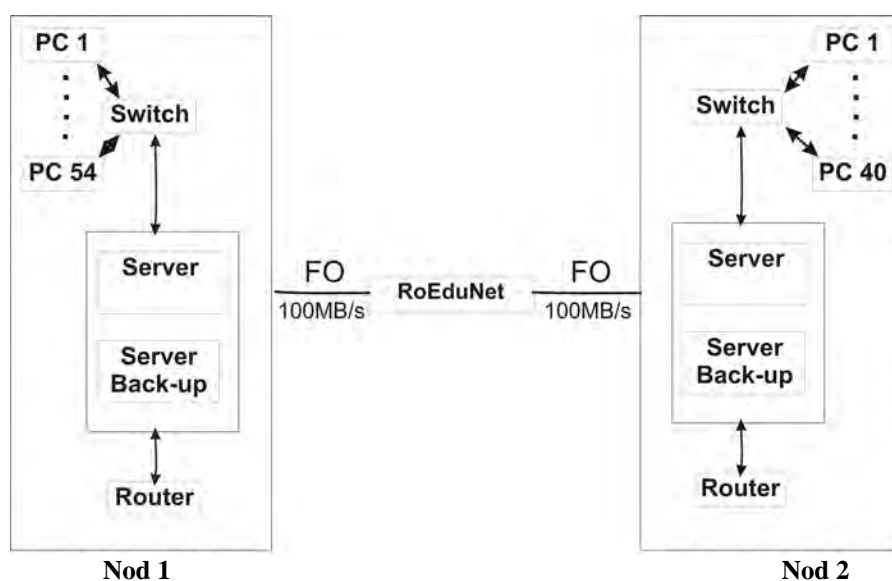 PC 1
Switch
PC 54
Server
Server
Back-up
Router
Nod 1
FO
100MB/s
RoEduNet
FO
100MB/s
PC 1
Switch
PC 40
Server
Server
Back-up
Router
Nod 2